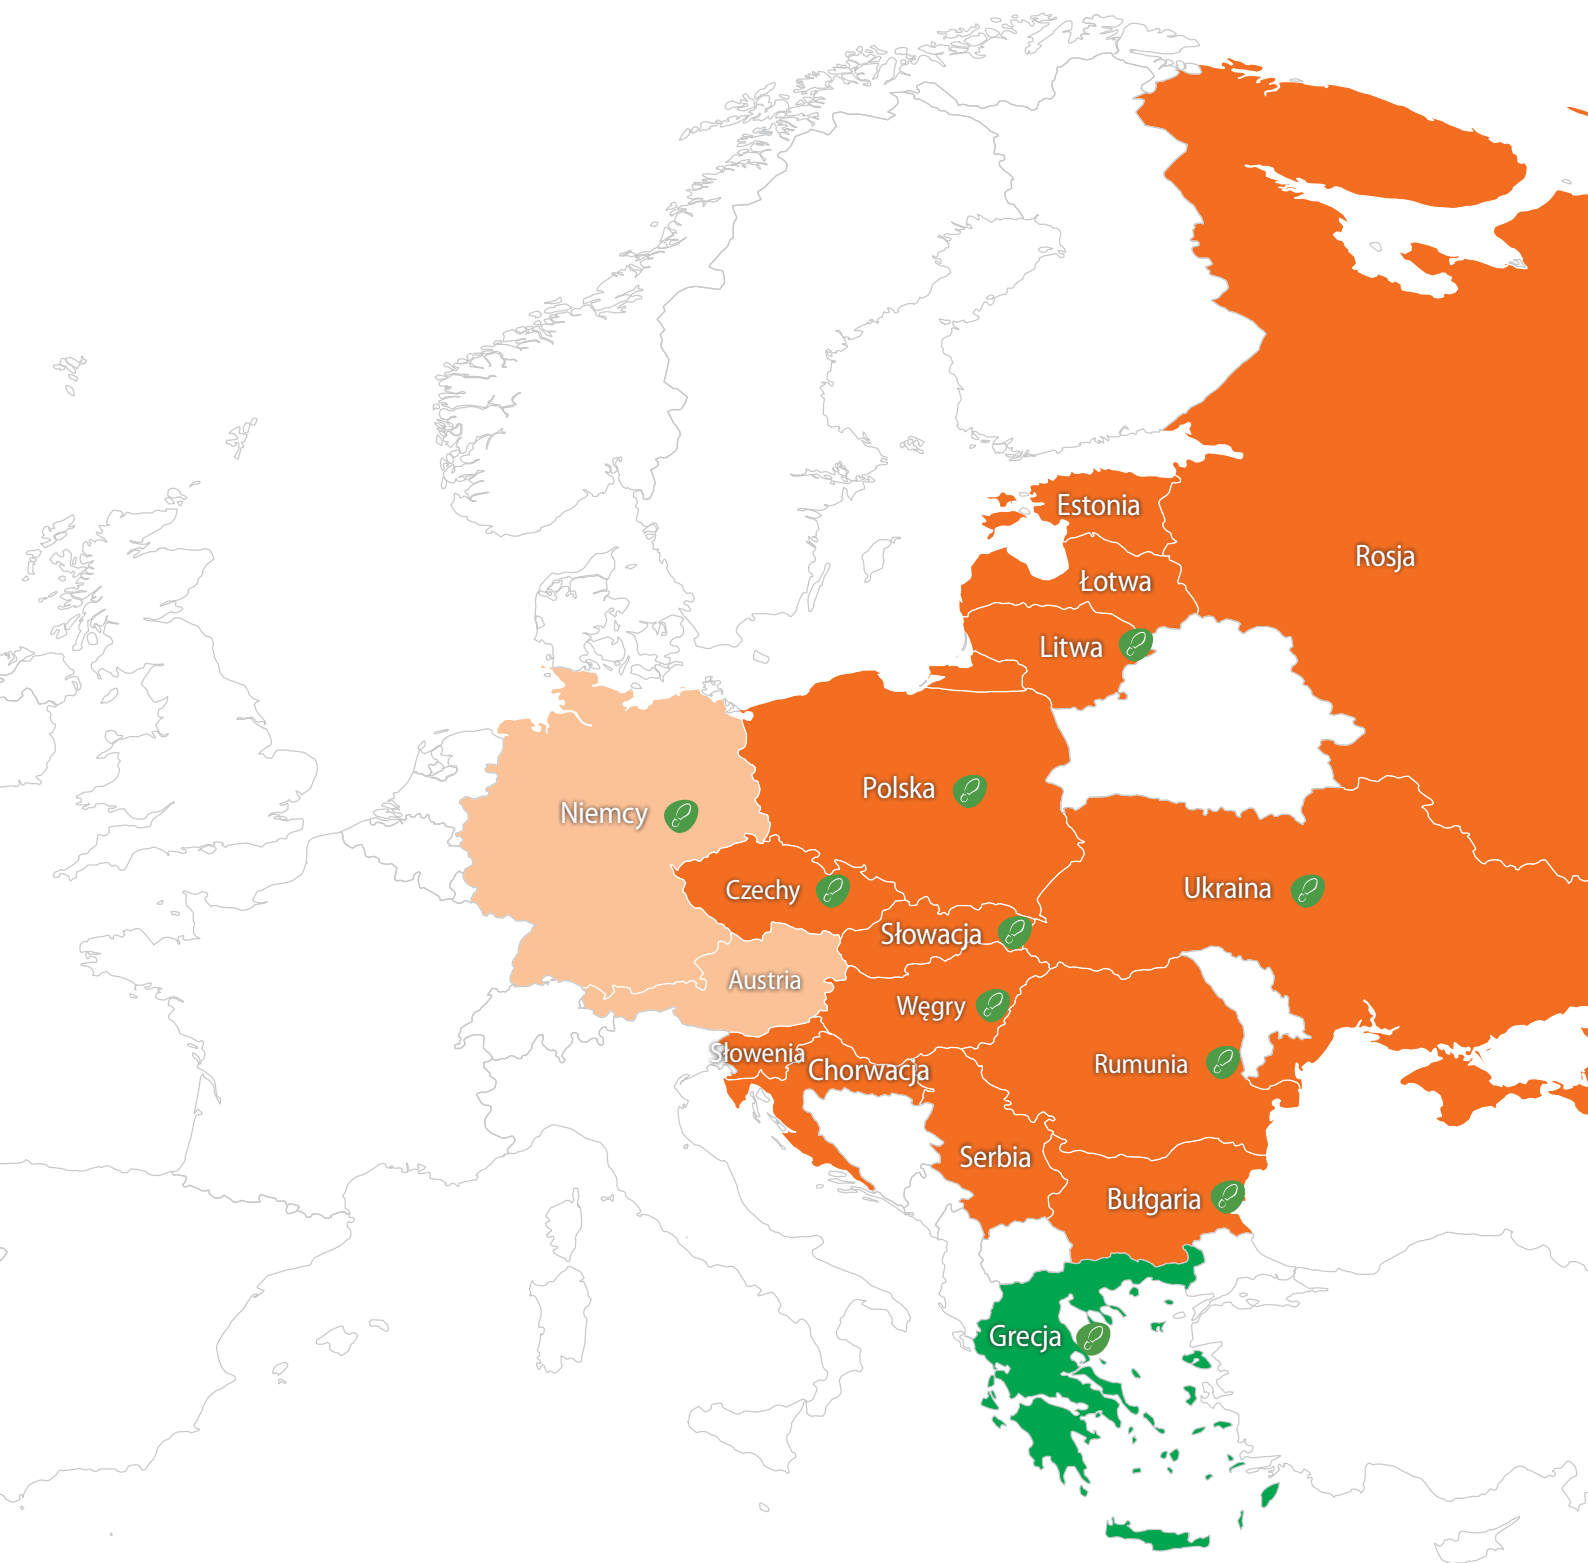 Estonia
Rosja
Łotwa
Litwa
Polska
Niemcy
Ukraina
Czechy
Słowacja
Austria
Węgry
Słowenia
Chorwacja
Rumunia
Serbia
Bułgaria
Grecja